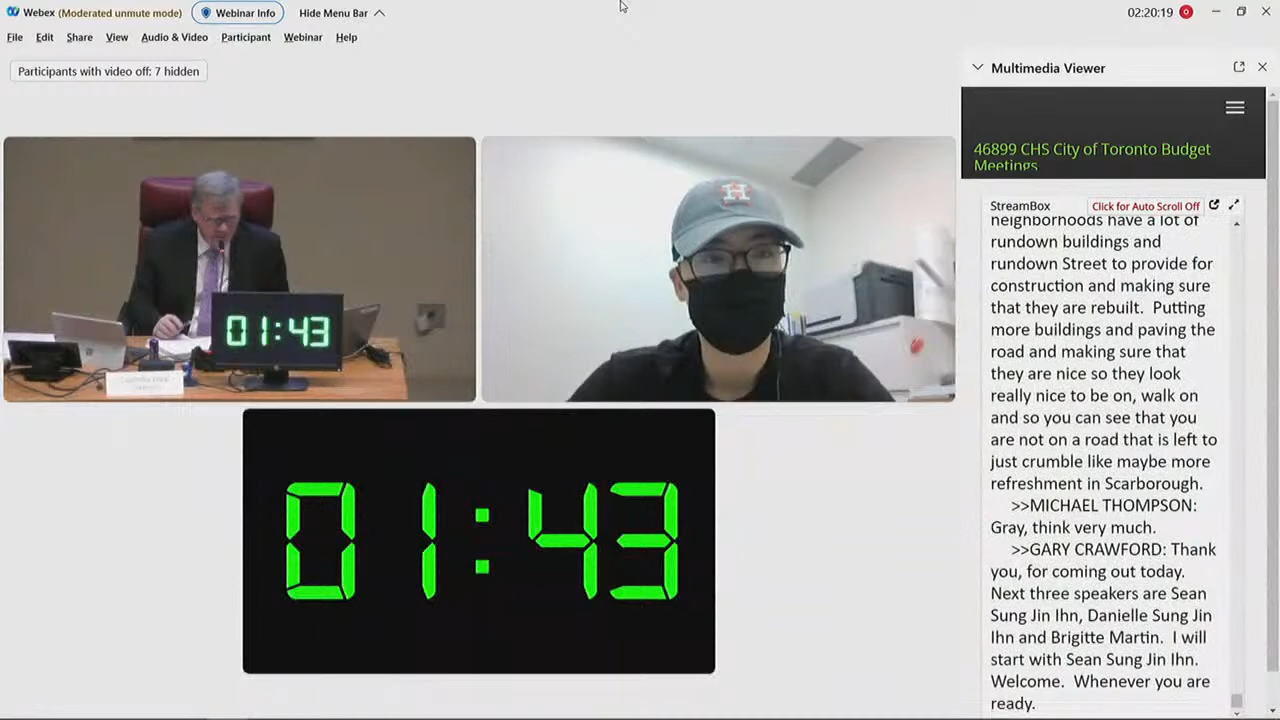 Webex (Moderated unmute mode) Webinar Info Hide Menu Bar 02:20:19
File Edit Share View Audio & Video Participant Webinar Help
Participants with video off: 7 hidden
Multimedia Viewer
46899 CHS City of Toronto Budget
Meetings
StreamBox Click for Auto Scroll Off
neighborhoods have a lot of
rundown buildings and
rundown Street to provide for
construction and making sure
that they are rebuilt. Putting
more buildings and paving the
road and making sure that
they are nice so they look
really nice to be on, walk on
and so you can see that you
are not on a road that is left to
just crumble like maybe more
refreshment in Scarborough.
>>MICHAEL THOMPSON:
Gray, think very much.
>>GARY CRAWFORD: Thank
you, for coming out today.
Next three speakers are Sean
Sung Jin Ihn, Danielle Sung Jin
Ihn and Brigitte Martin. I will
start with Sean Sung Jin Ihn.
Welcome. Whenever you are
ready.
01:43
H
01:43